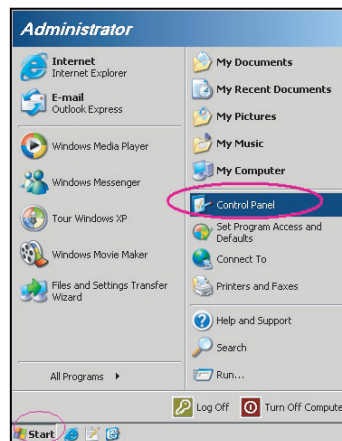 Administrator
Internet
Internet Explorer
E-mail
Outlook Express
Windows Media Player
Windows Messenger
Tour Windows XP
Windows Movie Maker
Files and Settings Transfer
Wizard
All Programs
My Documents
My Recent Documents
My Pictures
My Music
My Computer
Control Panel
Set Program Access and
Defaults
Connect To
Printers and Faxes
Help and Support
Search
Run...
Log Off
Turn Off Compute
Start